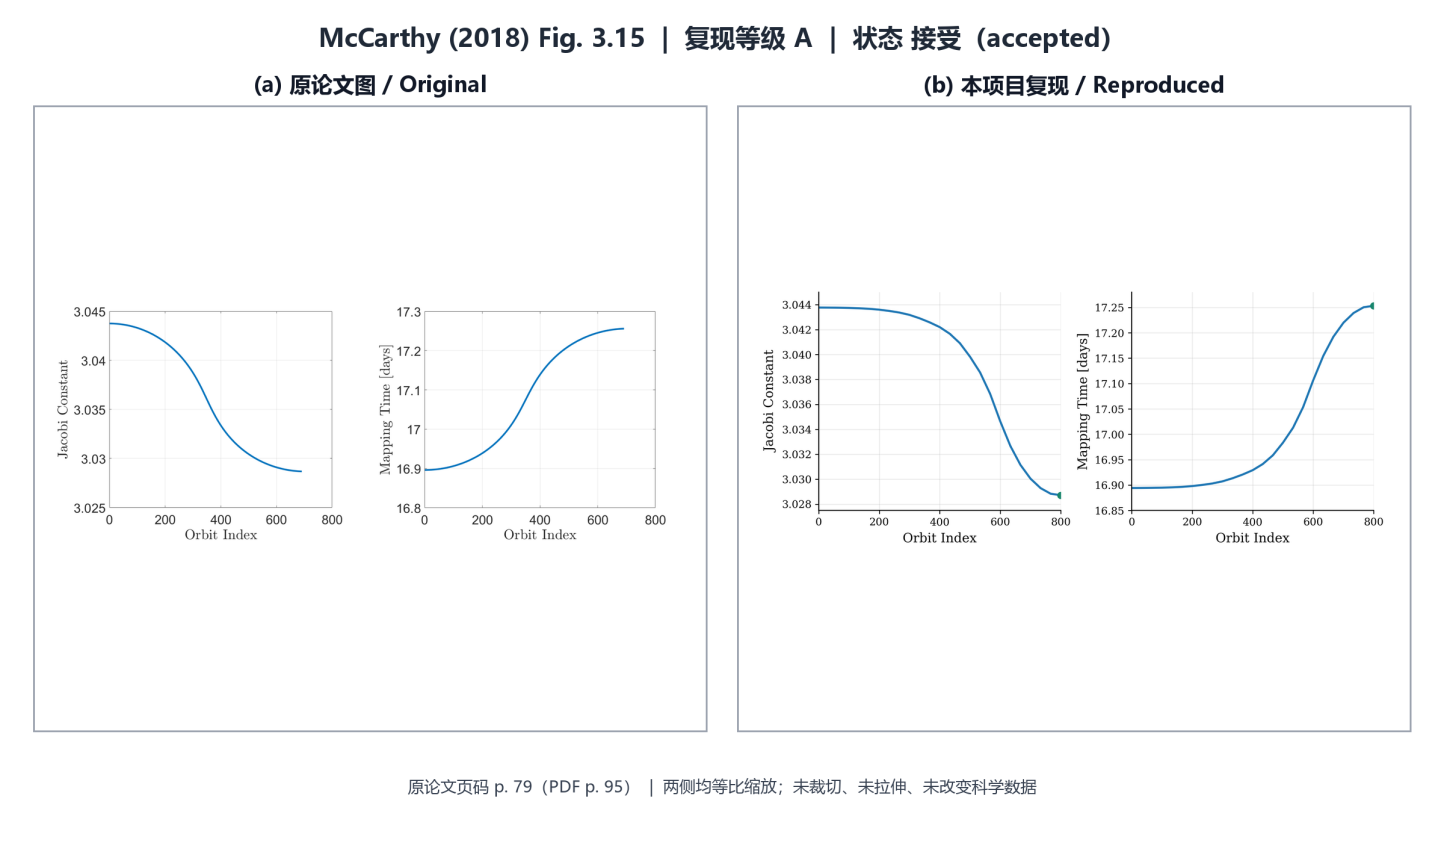 McCarthy (2018) Fig. 3.15 | 复现等级 A | 状态 接受 (accepted)
(a) 原论文图 / Original
(b) 本项目复现 / Reproduced
3.045
3.04
3.035
3.03
3.025
Jacobi Constant
0 200 400 600 800
Orbit Index
17.3
17.2
17.1
17
16.9
16.8
Mapping Time [days]
0 200 400 600 800
Orbit Index
3.044
3.042
3.040
3.038
3.036
3.034
3.032
3.030
3.028
Jacobi Constant
0 200 400 600 800
Orbit Index
17.25
17.20
17.15
17.10
17.05
17.00
16.95
16.90
16.85
Mapping Time [days]
0 200 400 600 800
Orbit Index
原论文页码 p. 79（PDF p. 95） | 两侧均等比缩放；未裁切、未拉伸、未改变科学数据